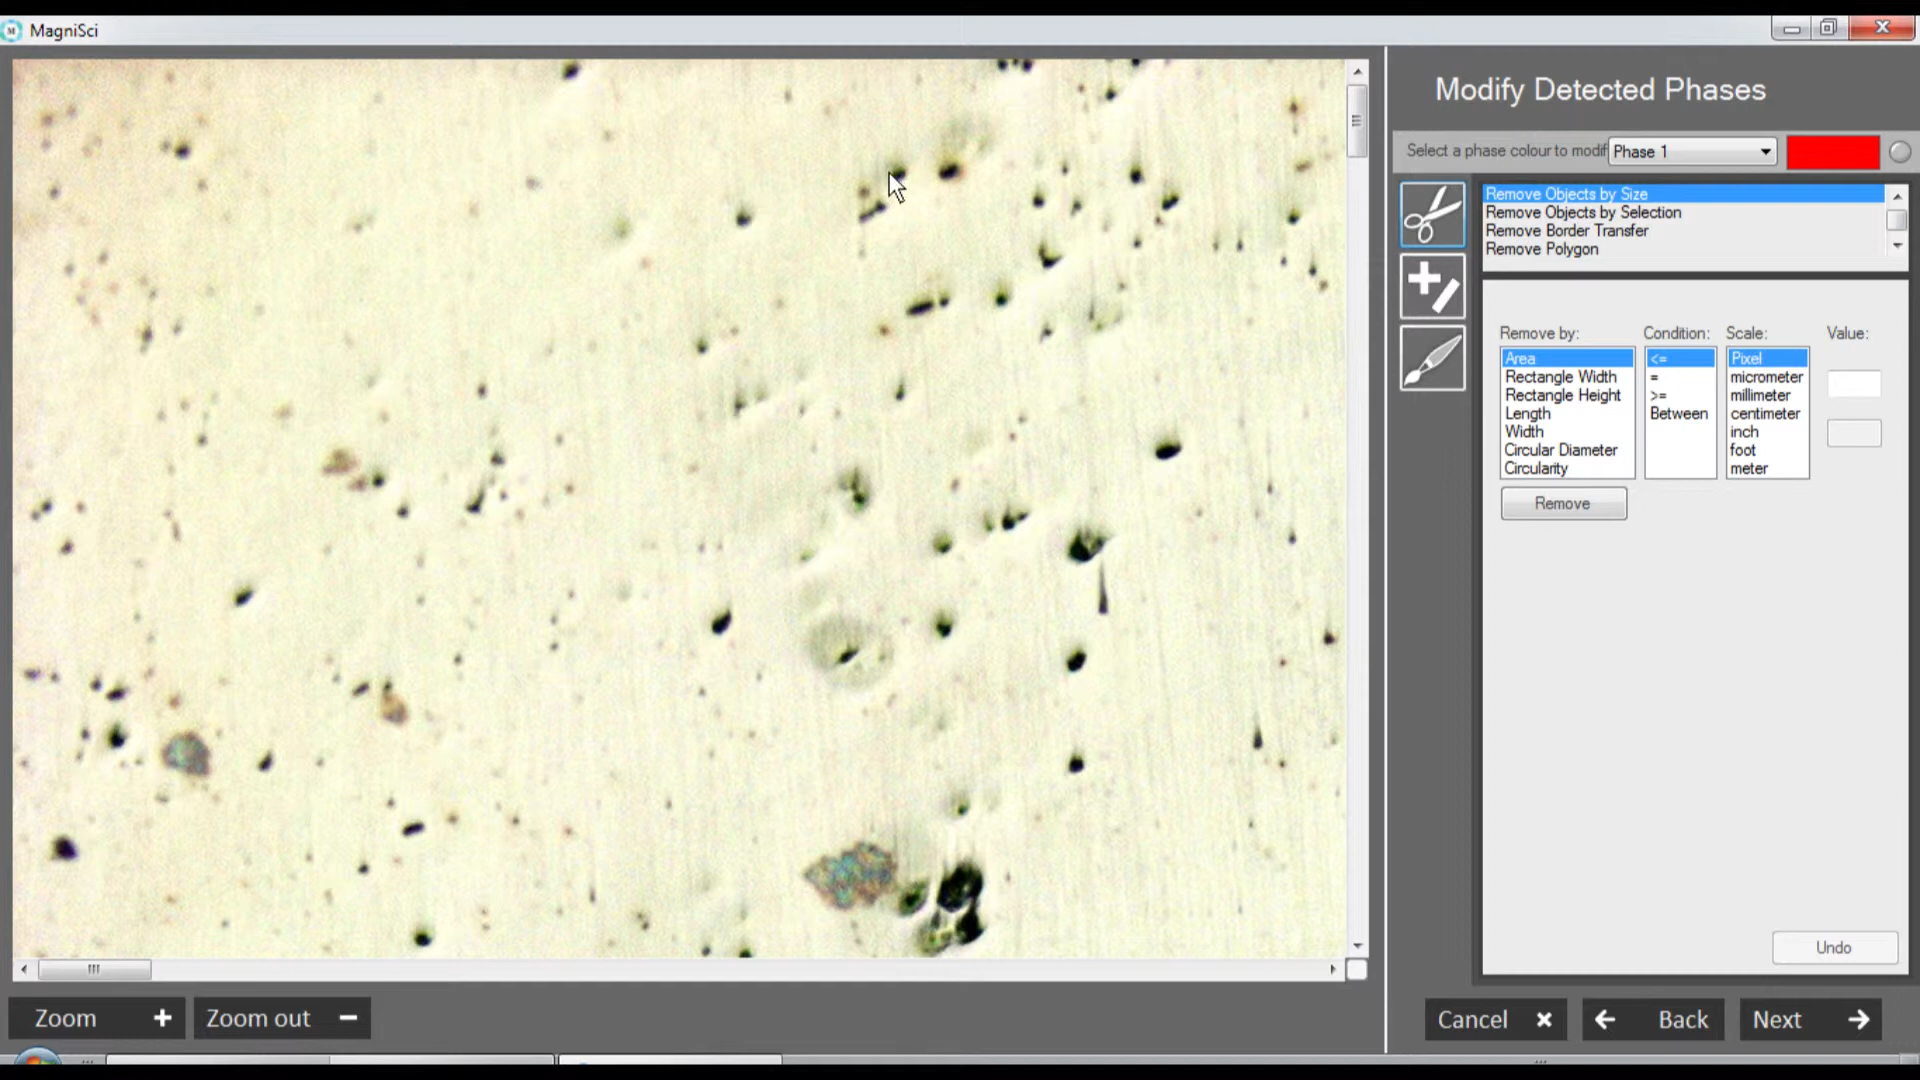 MagniSci
Modify Detected Phases
Select a phase colour to modif
Phase 1
Remove Objects by Size
Remove Objects by Selection
Remove Border Transfer
Remove Polygon
Remove by: Condition: Scale: Value:
Area <= Pixel
Rectangle Width = micrometer
Rectangle Height >= millimeter
Length Between centimeter
Width inch
Circular Diameter foot
Circularity meter
Remove
Undo
Zoom + Zoom out −
Cancel × ← Back Next →